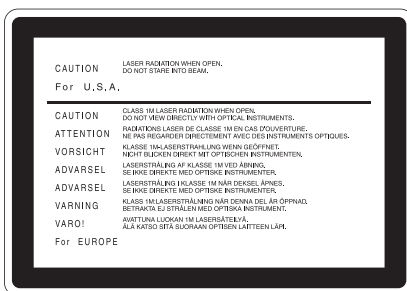 CAUTION LASER RADIATION WHEN OPEN.
DO NOT STARE INTO BEAM.
For U.S.A.
CAUTION CLASS 1M LASER RADIATION WHEN OPEN.
DO NOT VIEW DIRECTLY WITH OPTICAL INSTRUMENTS.
ATTENTION RADIATIONS LASER DE CLASSE 1M EN CAS D'OUVERTURE.
NE PAS REGARDER DIRECTEMENT AVEC DES INSTRUMENTS OPTIQUES.
VORSICHT KLASSE 1M-LASERSTRAHLUNG WENN GEÖFFNET.
NICHT BLICKEN DIREKT MIT OPTISCHEN INSTRUMENTEN.
ADVARSEL LASERSTRÅLING AF KLASSE 1M VED ÅBNING.
SE IKKE DIREKTE MED OPTISKE INSTRUMENTER.
ADVARSEL LASERSTRÅLING I KLASSE 1M NÅR DEKSEL ÅPNES.
SE IKKE DIREKTE MED OPTISKE INSTRUMENTER.
VARNING KLASS 1M:LASERSTRÅLNING NÄR DENNA DEL ÄR ÖPPNAD.
BETRAKTA EJ STRÅLEN MED OPTISKA INSTRUMENT.
VARO! AVATTUNA LUOKAN 1M LASERSÄTEILYÄ.
ÄLÄ KATSO SITÄ SUORAAN OPTISEN LAITTEEN LÄPI.
For EUROPE